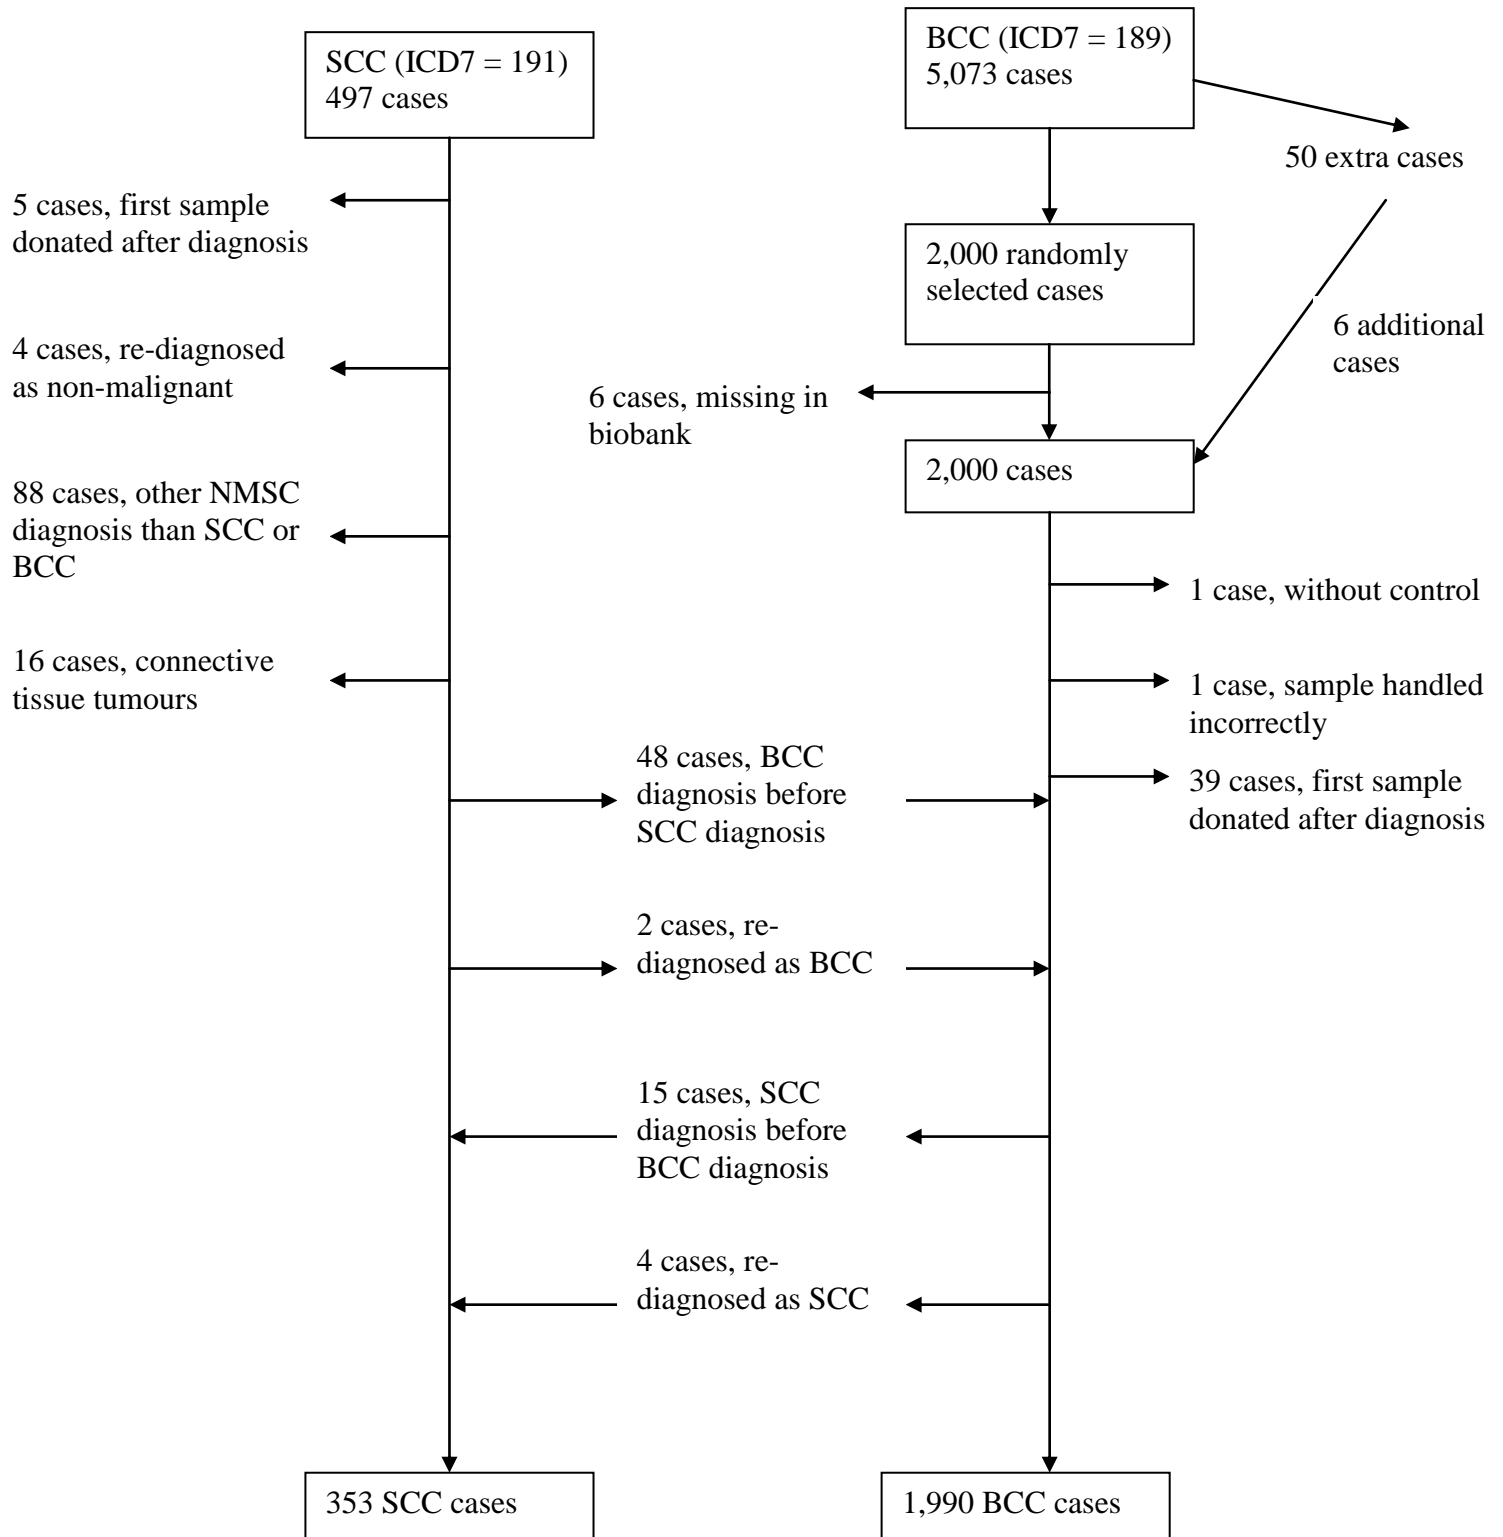 SCC (ICD7 = 191)
497 cases
BCC (ICD7 = 189)
5,073 cases
50 extra cases
5 cases, first sample
donated after diagnosis
2,000 randomly
selected cases
4 cases, re-diagnosed
as non-malignant
6 additional
cases
6 cases, missing in
biobank
2,000 cases
88 cases, other NMSC
diagnosis than SCC or
BCC
1 case, without control
16 cases, connective
tissue tumours
1 case, sample handled
incorrectly
48 cases, BCC
diagnosis before
SCC diagnosis
39 cases, first sample
donated after diagnosis
2 cases, re-
diagnosed as BCC
15 cases, SCC
diagnosis before
BCC diagnosis
4 cases, re-
diagnosed as SCC
353 SCC cases
1,990 BCC cases